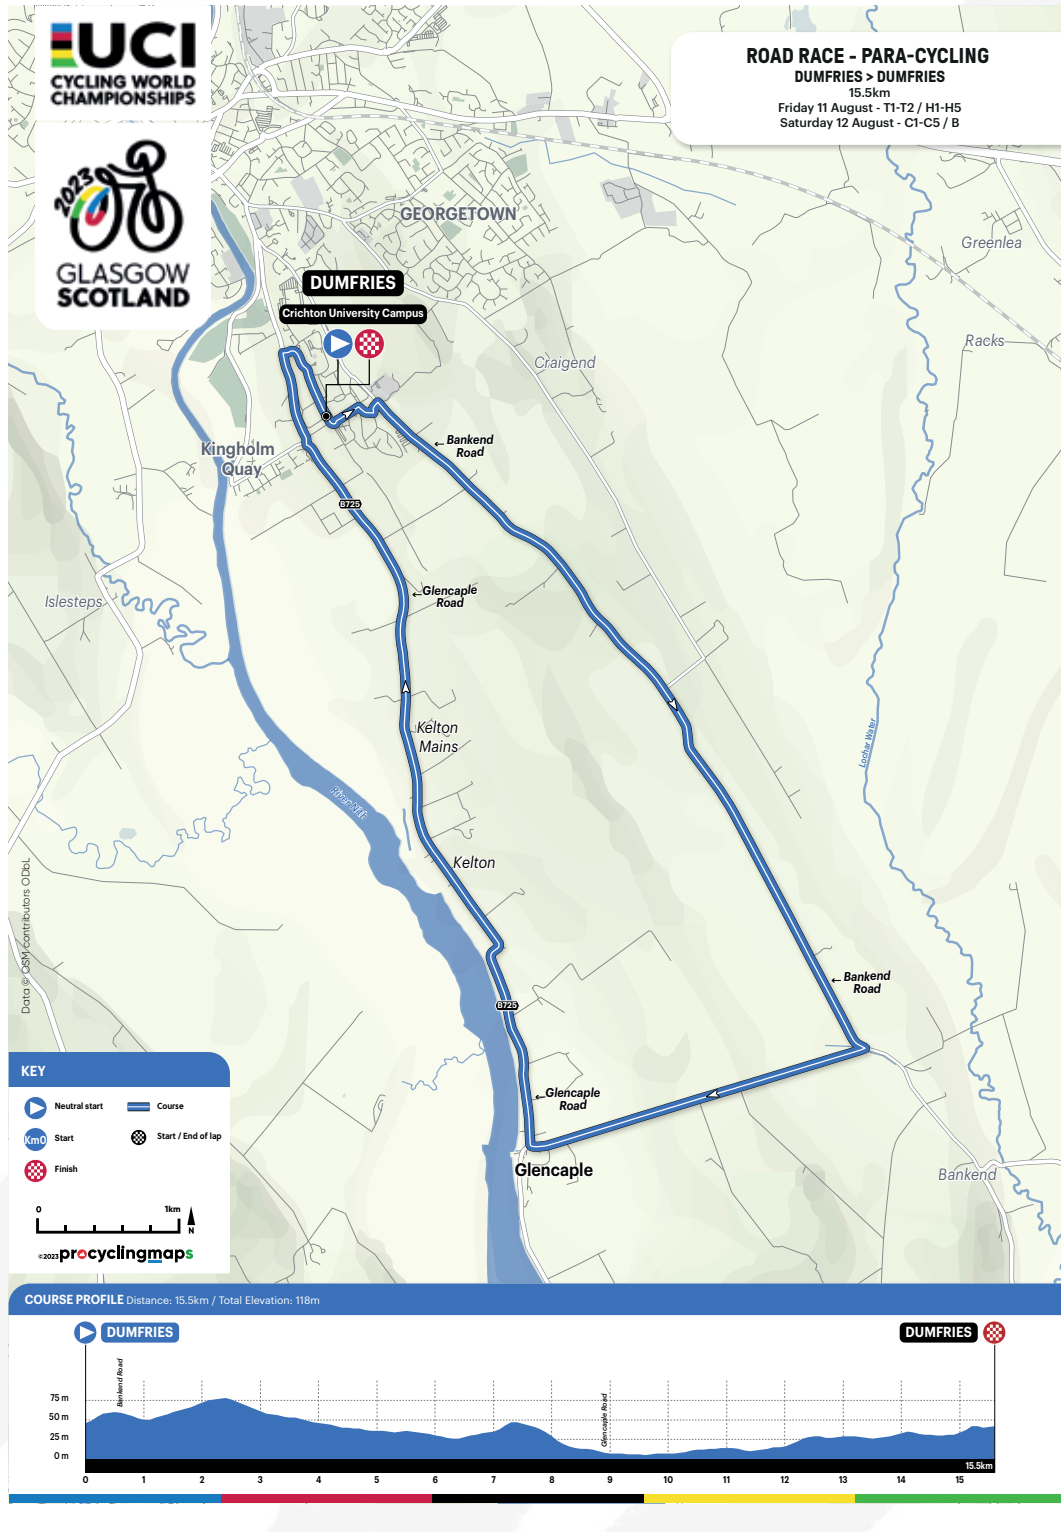 UCI
CYCLING WORLD
CHAMPIONSHIPS
2023
GLASGOW
SCOTLAND
ROAD RACE - PARA-CYCLING
DUMFRIES > DUMFRIES
15.5km
Friday 11 August - T1-T2 / H1-H5
Saturday 12 August - C1-C5 / B
GEORGETOWN
Greenlea
DUMFRIES
Crichton University Campus
Racks
Craigend
Bankend
Road
Kingholm
Quay
B725
Glencaple
Road
Islesteps
Kelton
Mains
Lochar Water
River Nith
Kelton
Data © OSM contributors ODbL
Bankend
Road
B725
Glencaple
Road
Glencaple
Bankend
KEY
Neutral start
Course
Km0
Start
Start / End of lap
Finish
0 1km
N
©2023 procyclingmaps
COURSE PROFILE Distance: 15.5km / Total Elevation: 118m
DUMFRIES
DUMFRIES
Bankend Road
Glencaple Road
75 m
50 m
25 m
0 m
15.5km
0 1 2 3 4 5 6 7 8 9 10 11 12 13 14 15